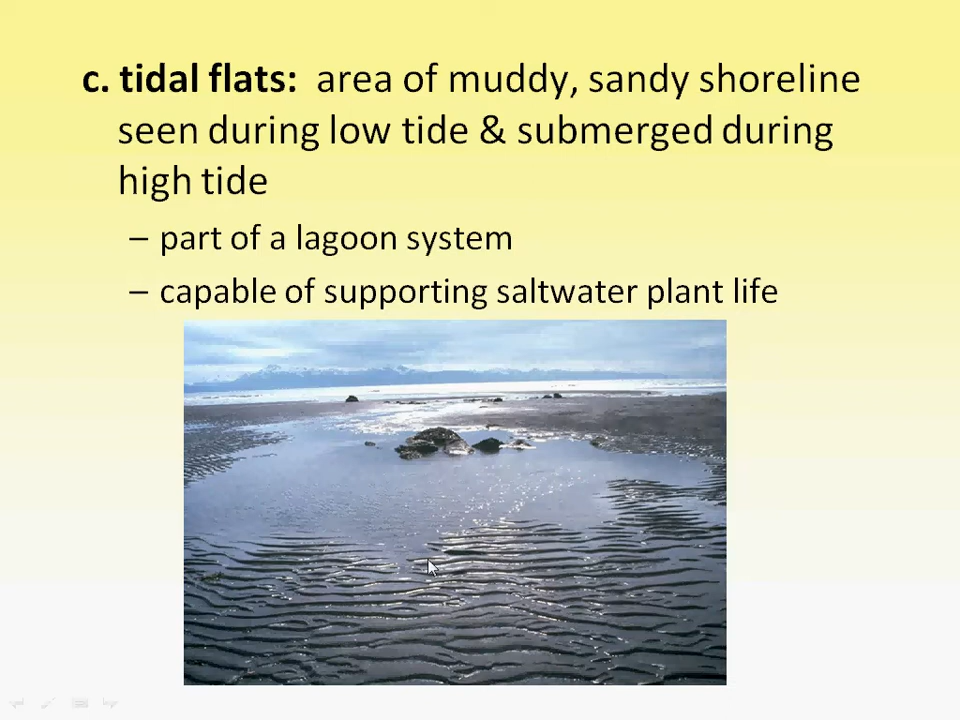 c. tidal flats: area of muddy, sandy shoreline
seen during low tide & submerged during
high tide
– part of a lagoon system
– capable of supporting saltwater plant life